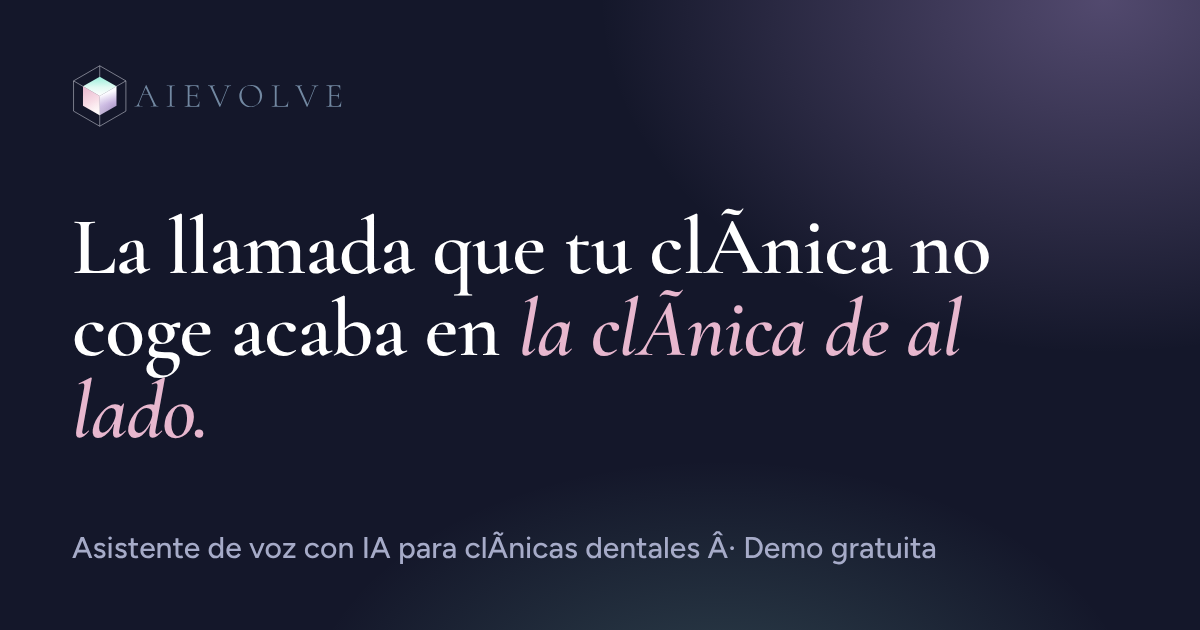 AIEVOLVE
La llamada que tu clÃnica no
coge acaba en la clÃnica de al
lado.
Asistente de voz con IA para clÃnicas dentales Â· Demo gratuita